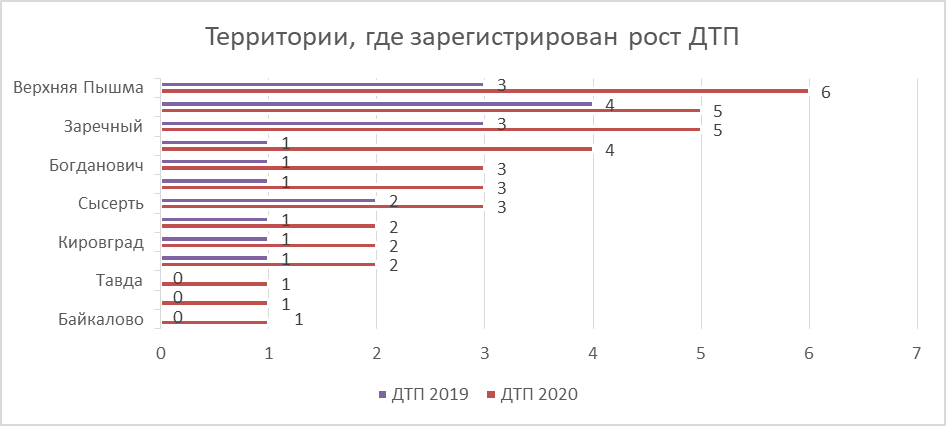 Территории, где зарегистрирован рост ДТП
Верхняя Пышма
3
6
4
5
Заречный
3
5
1
4
Богданович
1
3
1
3
Сысерть
2
3
1
2
Кировград
1
2
1
2
Тавда
0
1
0
1
Байкалово
0
1
0 1 2 3 4 5 6 7
ДТП 2019 ДТП 2020